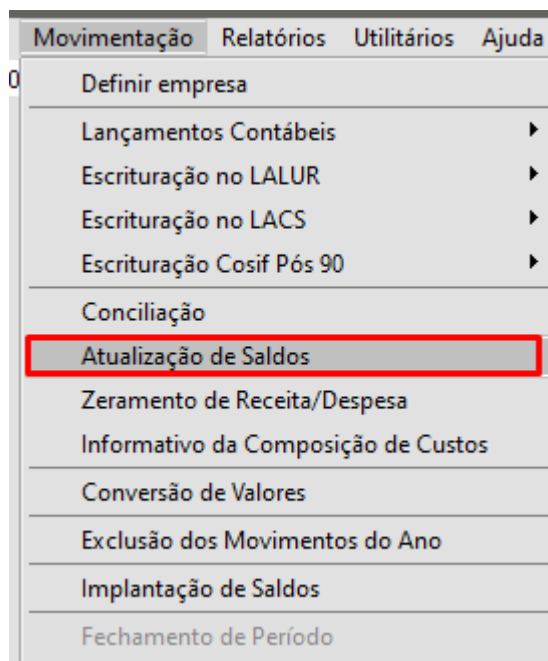 Movimentação Relatórios Utilitários Ajuda
0
Definir empresa
Lançamentos Contábeis
Escrituração no LALUR
Escrituração no LACS
Escrituração Cosif Pós 90
Conciliação
Atualização de Saldos
Zeramento de Receita/Despesa
Informativo da Composição de Custos
Conversão de Valores
Exclusão dos Movimentos do Ano
Implantação de Saldos
Fechamento de Período